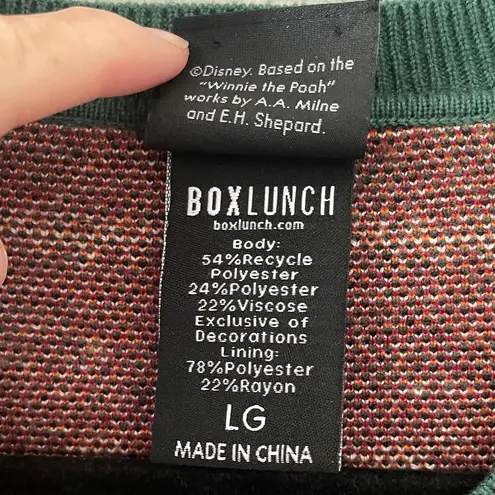 ©Disney. Based on the
"Winnie the Pooh"
works by A.A. Milne
and E.H. Shepard.
BOXLUNCH
boxlunch.com
Body:
54%Recycle
Polyester
24%Polyester
22%Viscose
Exclusive of
Decorations
Lining:
78%Polyester
22%Rayon
LG
MADE IN CHINA